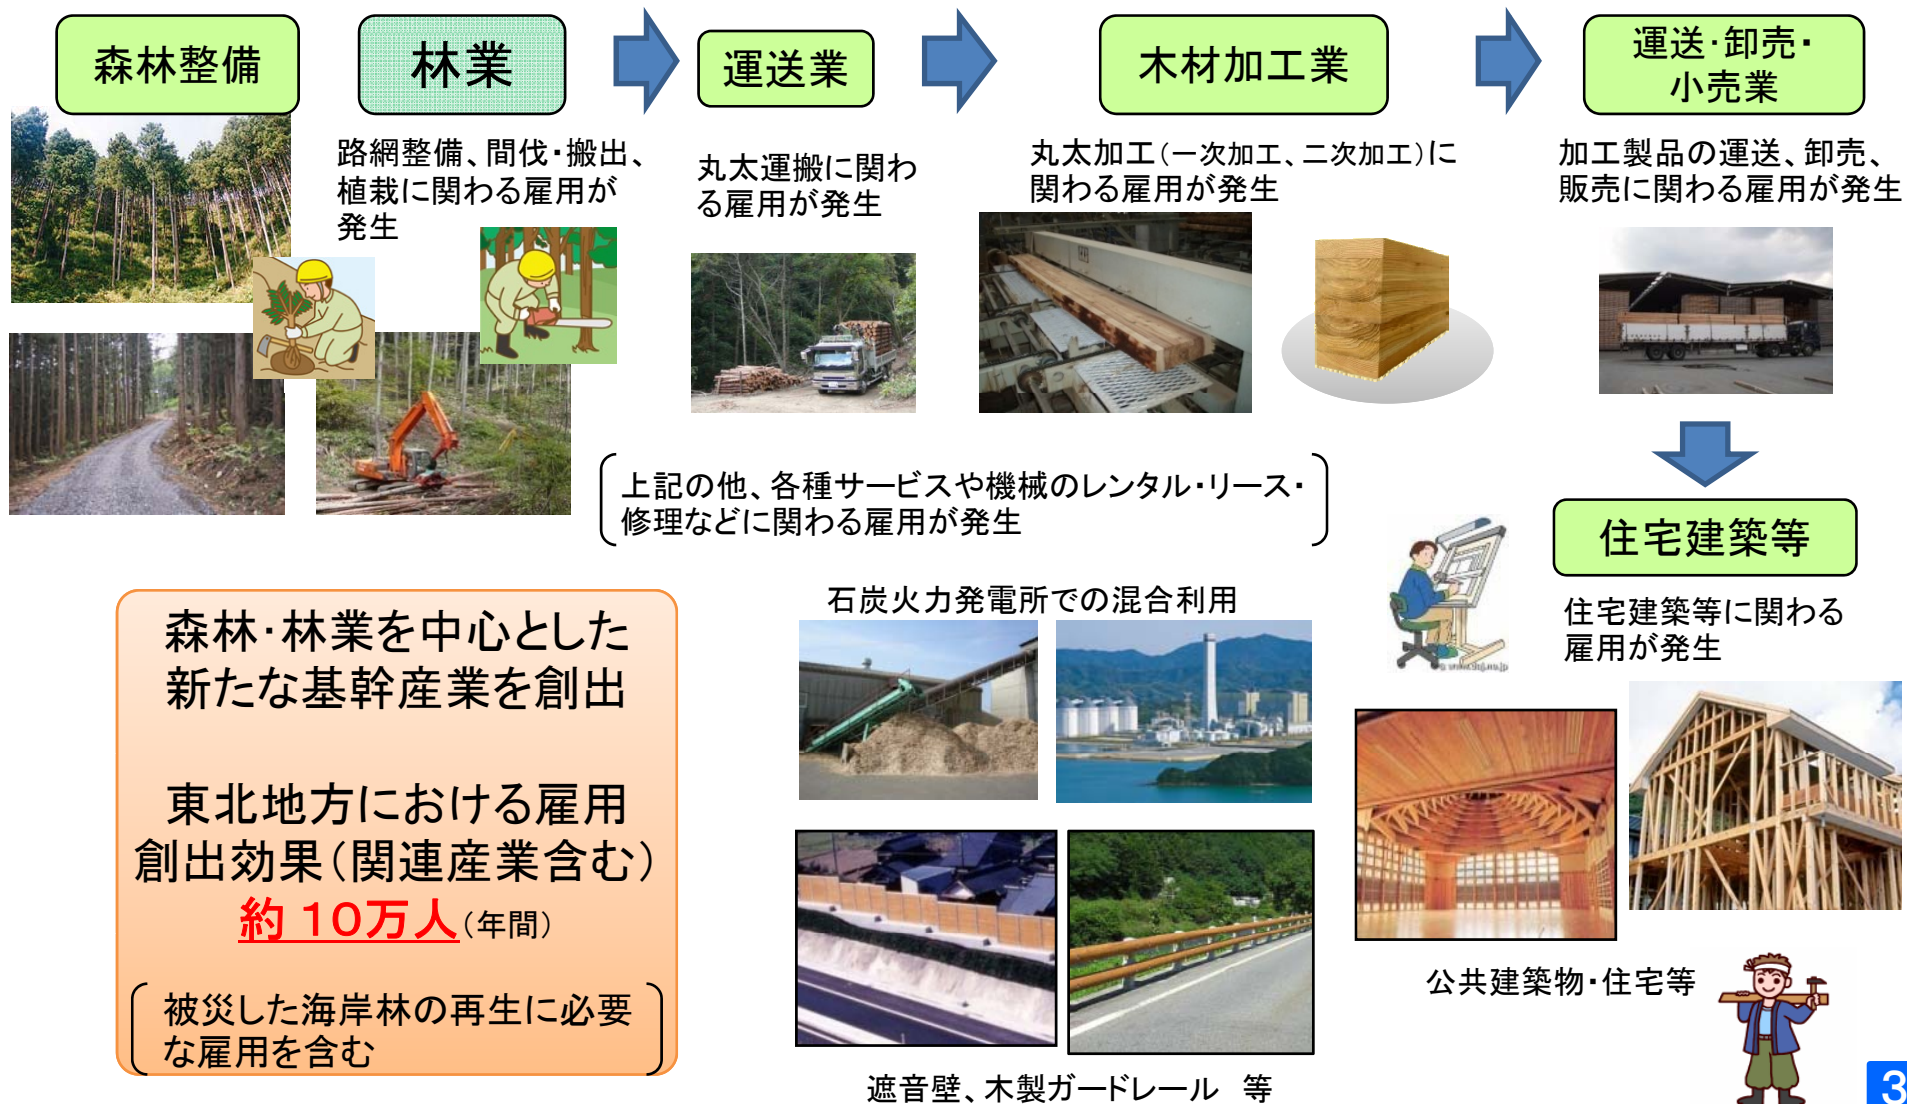 森林整備
林業
運送業
木材加工業
運送・卸売・
小売業
路網整備、間伐・搬出、
植栽に関わる雇用が
発生
丸太運搬に関わ
る雇用が発生
丸太加工（一次加工、二次加工）に
関わる雇用が発生
加工製品の運送、卸売、
販売に関わる雇用が発生
上記の他、各種サービスや機械のレンタル・リース・
修理などに関わる雇用が発生
住宅建築等
住宅建築等に関わる
雇用が発生
石炭火力発電所での混合利用
森林・林業を中心とした
新たな基幹産業を創出
東北地方における雇用
創出効果（関連産業含む）
約 10万人（年間）
被災した海岸林の再生に必要
な雇用を含む
公共建築物・住宅等
遮音壁、木製ガードレール 等
3